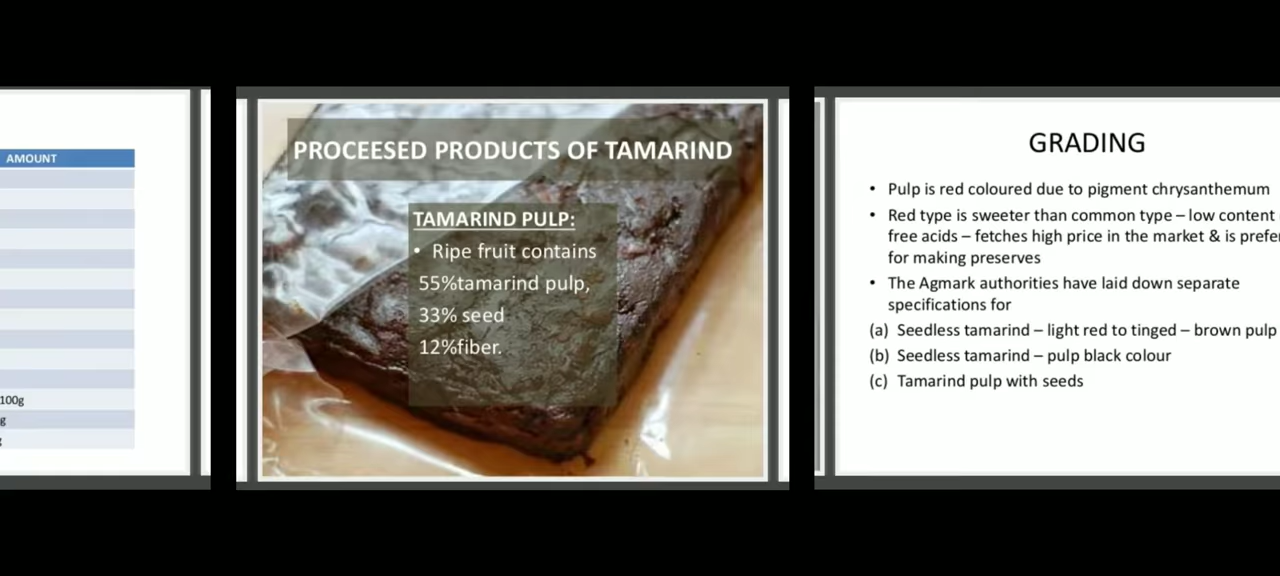 AMOUNT
100g
g
PROCEESED PRODUCTS OF TAMARIND
TAMARIND PULP:
• Ripe fruit contains
55%tamarind pulp,
33% seed
12%fiber.
GRADING
• Pulp is red coloured due to pigment chrysanthemum
• Red type is sweeter than common type – low content
free acids – fetches high price in the market & is
for making preserves
• The Agmark authorities have laid down separate
specifications for
(a) Seedless tamarind – light red to tinged – brown pulp
(b) Seedless tamarind – pulp black colour
(c) Tamarind pulp with seeds